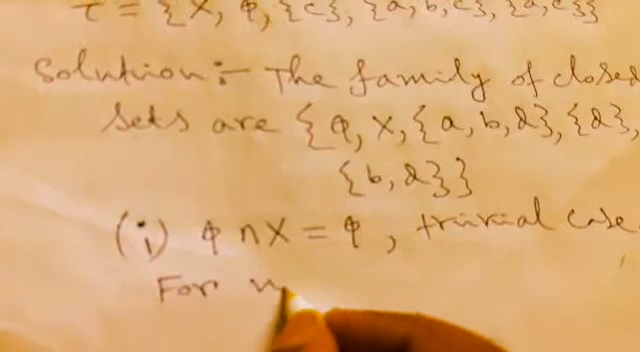 τ = {X, φ, {c}, {a, b, c}, {a, c}}
Solution:- The family of closed
sets are {φ, X, {a, b, d}, {d},
{b, d}}
(i) φ ∩ X = φ, trivial case.
For